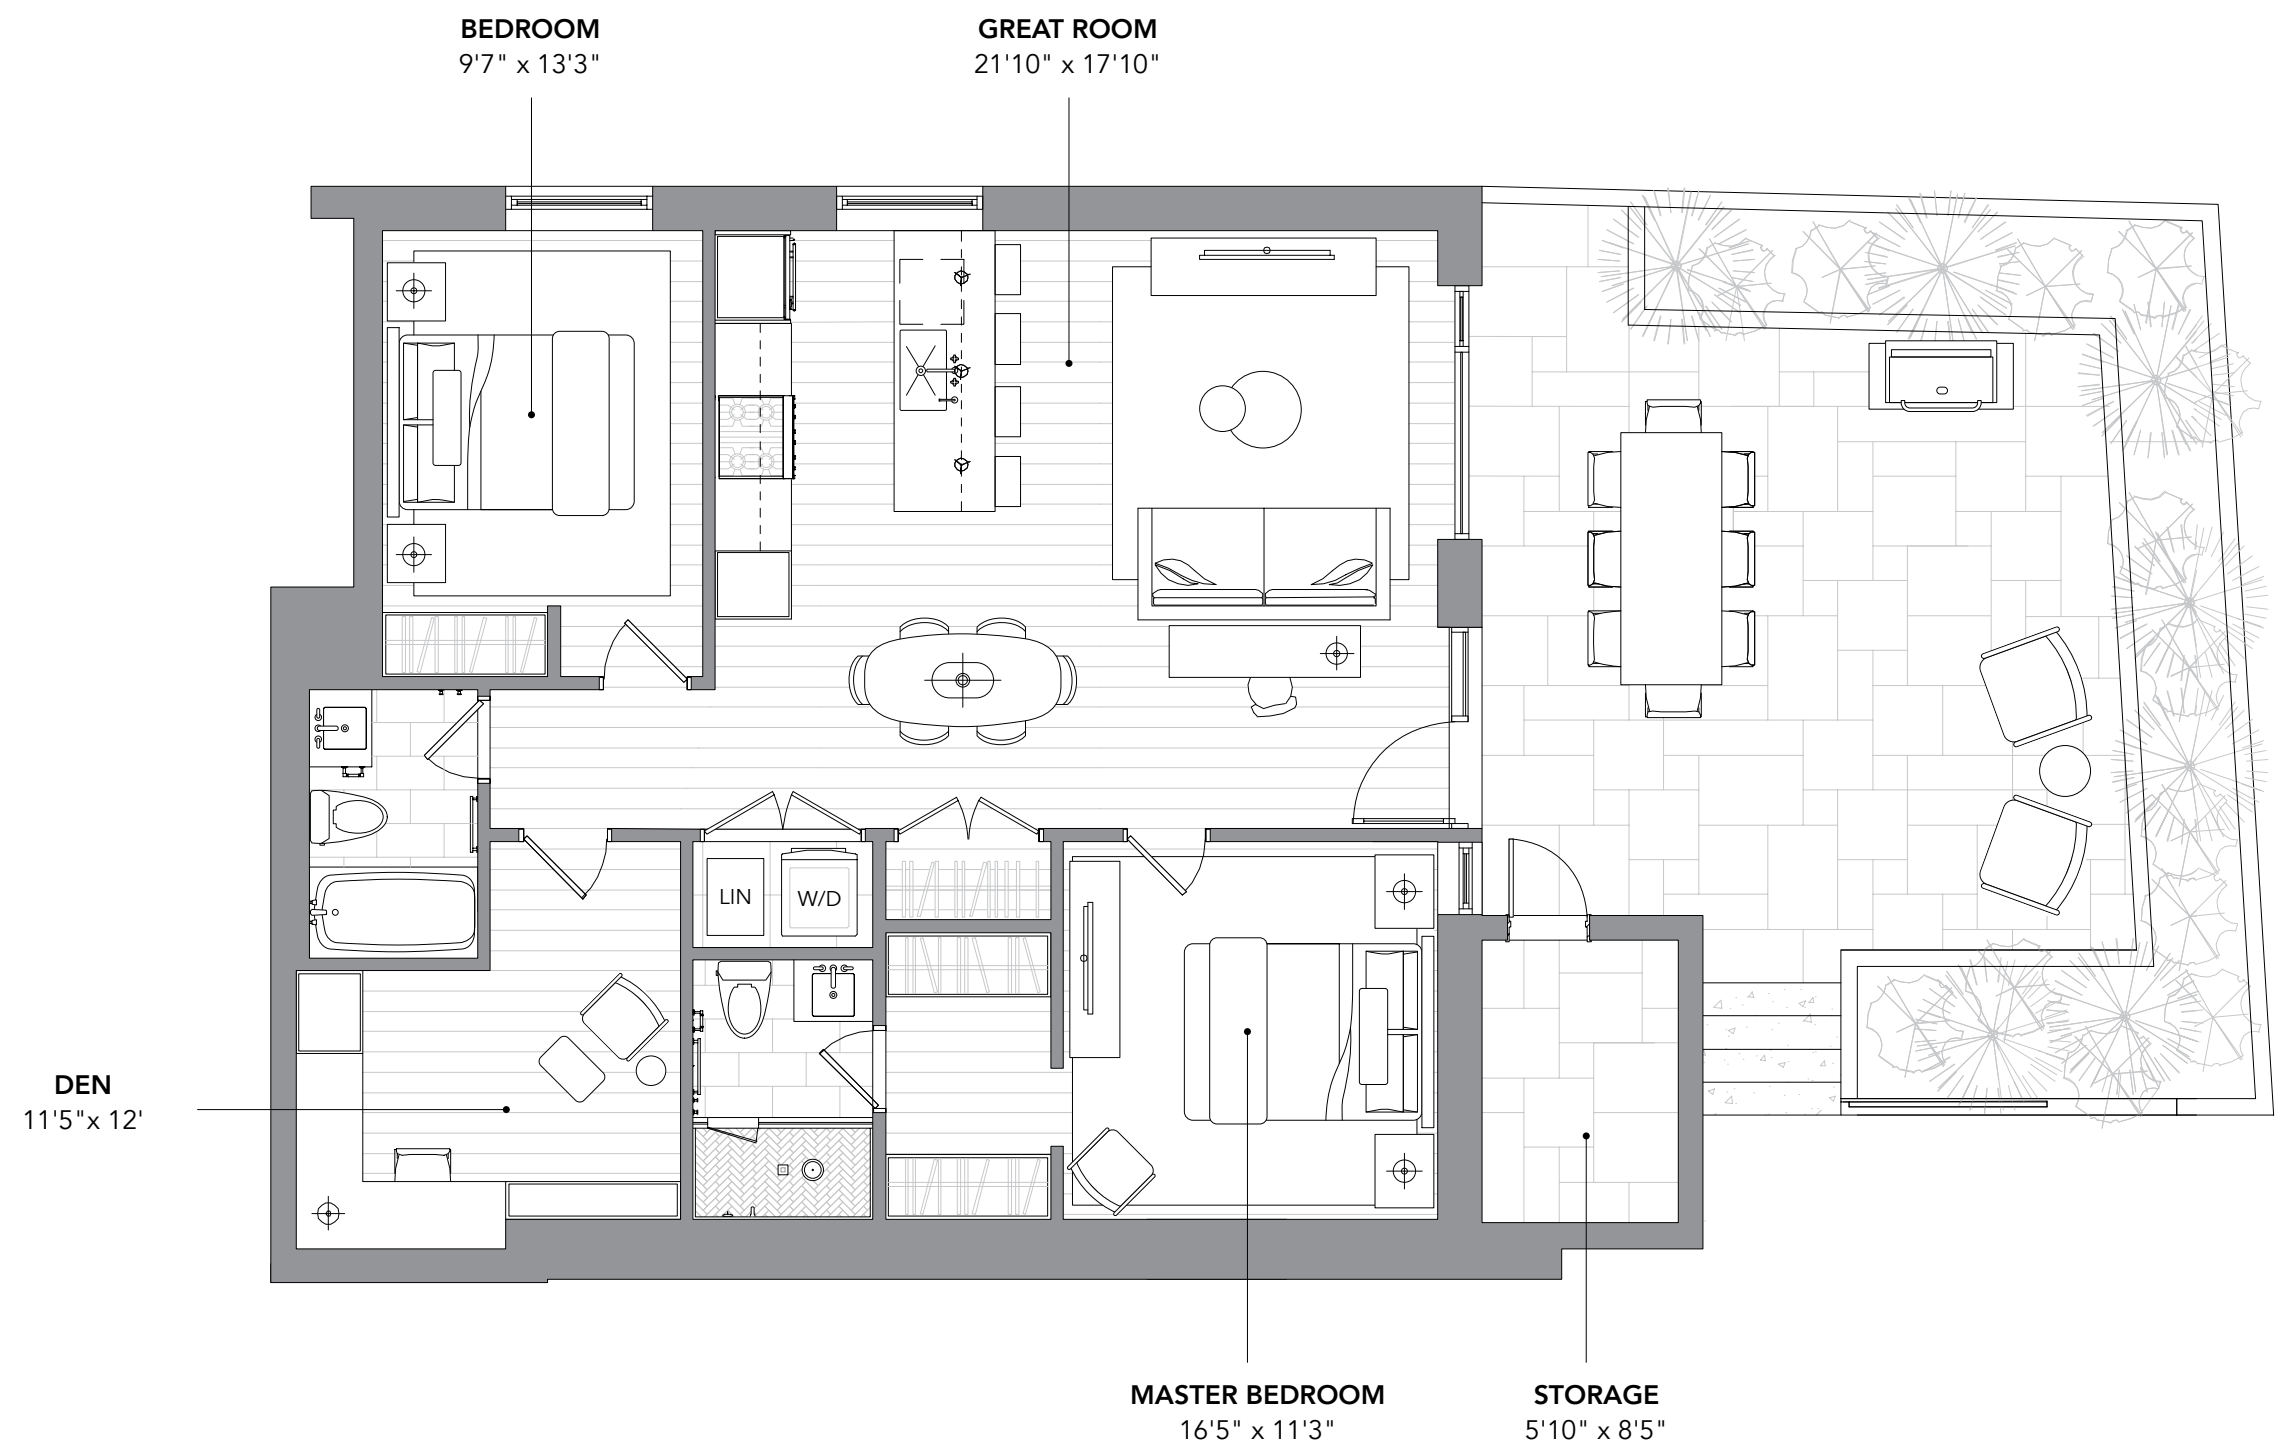 BEDROOM
9'7" x 13'3"
GREAT ROOM
21'10" x 17'10"
LIN
W/D
DEN
11'5"x 12'
MASTER BEDROOM
16'5" x 11'3"
STORAGE
5'10" x 8'5"